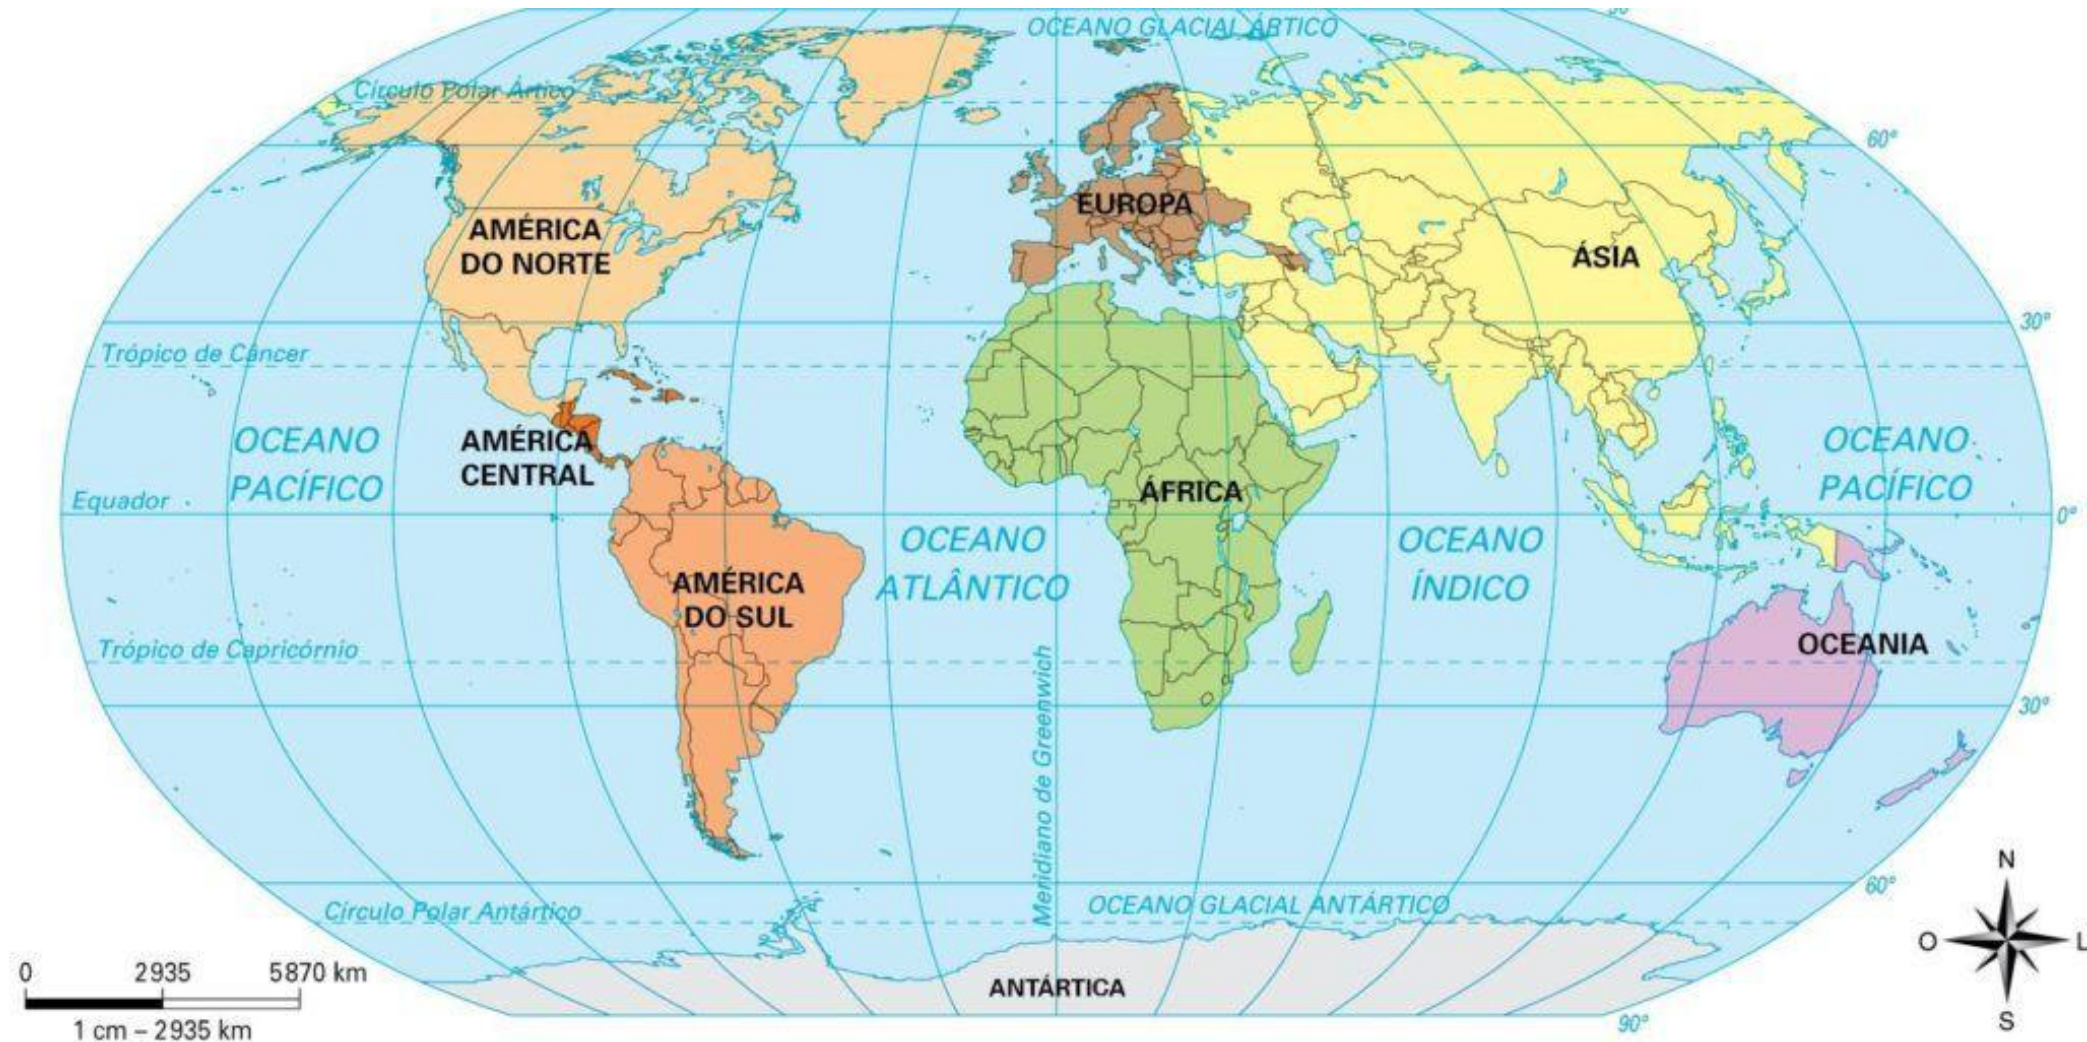 OCEANO GLACIAL ÁRTICO
Círculo Polar Ártico
60°
EUROPA
AMÉRICA
DO NORTE
ÁSIA
30°
Trópico de Câncer
OCEANO
PACÍFICO
AMÉRICA
CENTRAL
OCEANO
PACÍFICO
ÁFRICA
Equador
0°
OCEANO
ATLÂNTICO
OCEANO
ÍNDICO
AMÉRICA
DO SUL
OCEANIA
Trópico de Capricórnio
Meridiano de Greenwich
30°
60°
Círculo Polar Antártico
OCEANO GLACIAL ANTÁRTICO
ANTÁRTICA
90°
N
O
L
S
0 2935 5870 km
1 cm – 2935 km